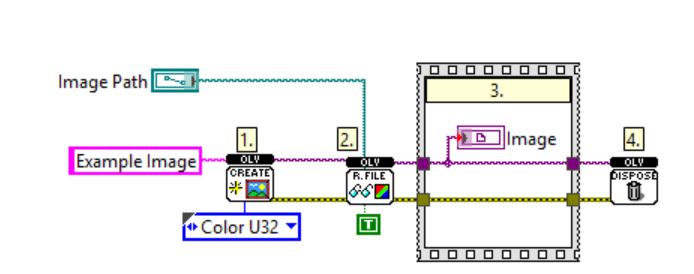 Image Path
3.
1.
2.
Image
4.
Example Image
OLV
CREATE
OLV
R.FILE
OLV
DISPOSE
Color U32
T